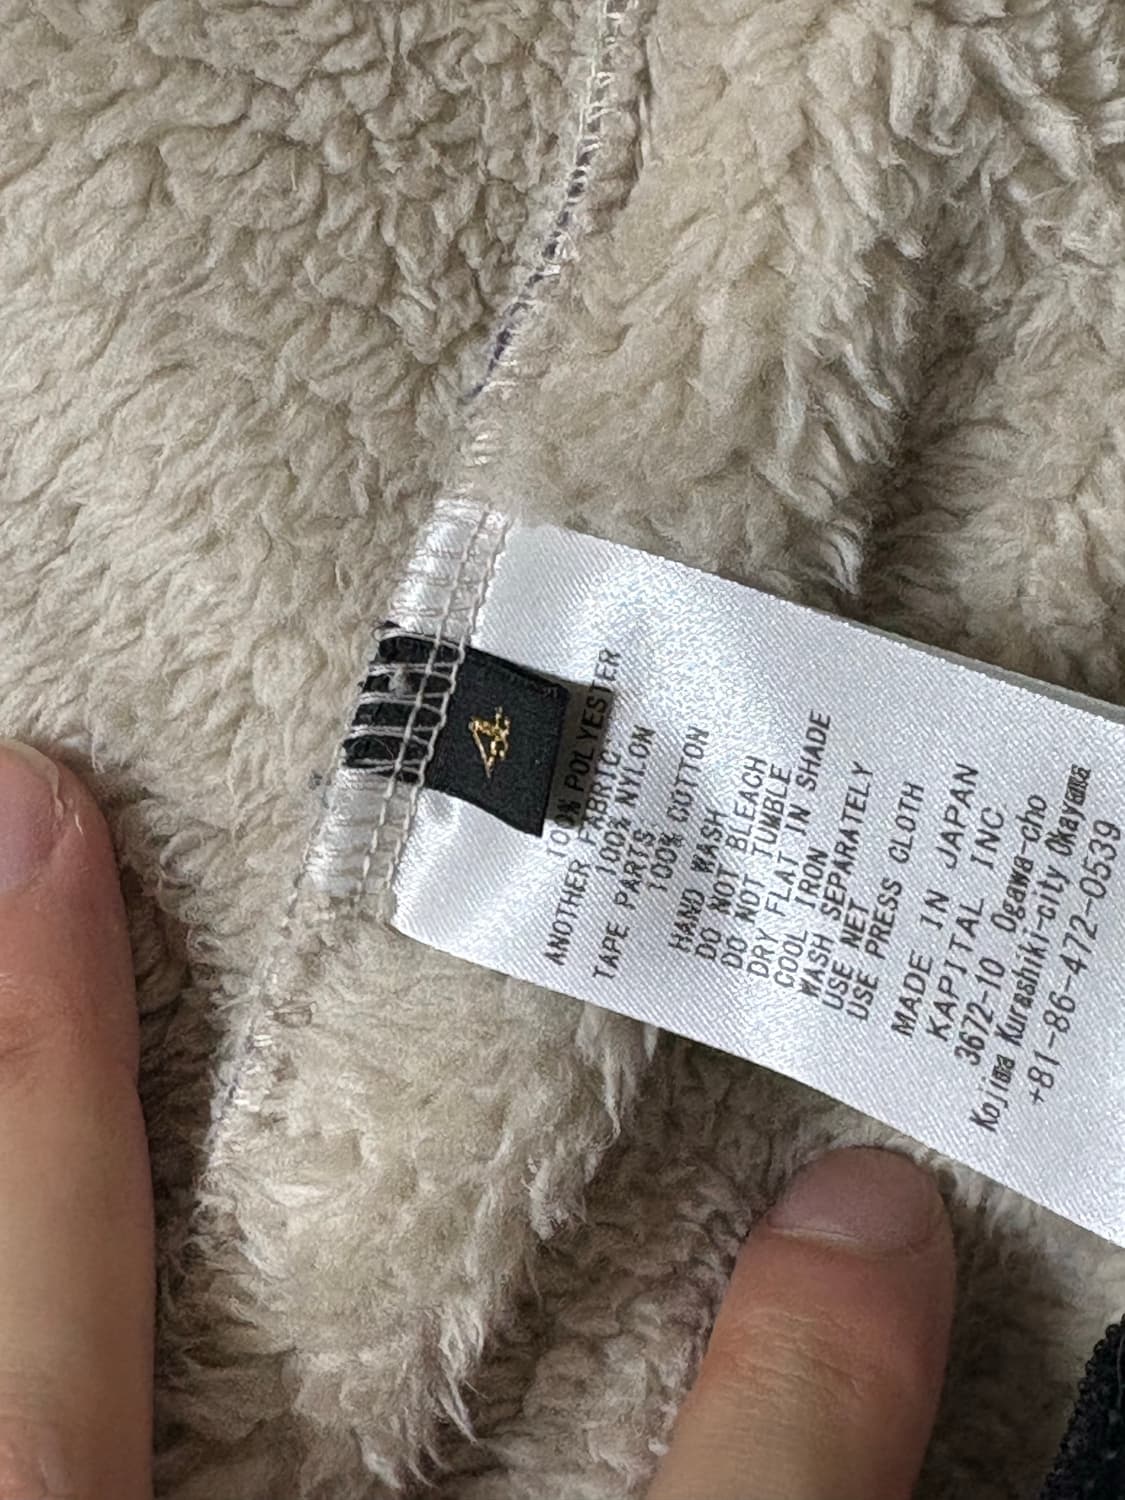 4
100% POLYESTER
ANOTHER FABRIC
100% NYLON
TAPE PARTS
100% COTTON
HAND WASH
DO NOT BLEACH
DO NOT TUMBLE
DRY FLAT IN SHADE
COOL IRON
WASH SEPARATELY
USE NET
USE PRESS CLOTH
MADE IN JAPAN
KAPITAL INC.
3672-10 Ogawa-cho
Kojima Kurashiki-city Okayama
+81-86-472-0539